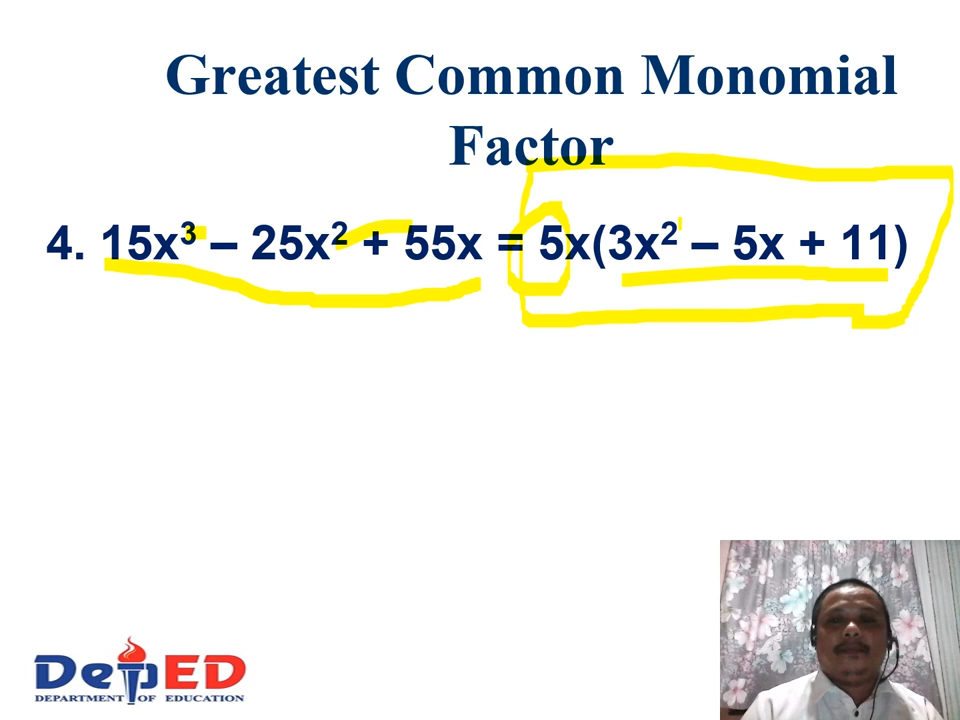 Greatest Common Monomial
Factor
4. 15x³ – 25x² + 55x = 5x(3x² – 5x + 11)
DepED
DEPARTMENT OF EDUCATION